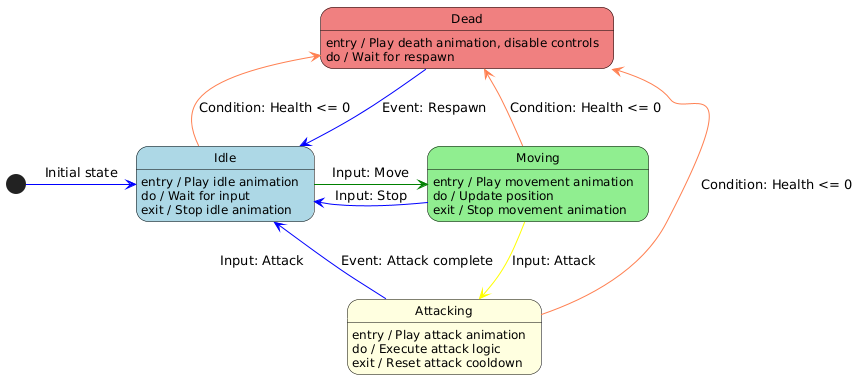 Dead
entry / Play death animation, disable controls
do / Wait for respawn
Condition: Health <= 0
Event: Respawn
Condition: Health <= 0
Condition: Health <= 0
Initial state
Idle
entry / Play idle animation
do / Wait for input
exit / Stop idle animation
Input: Move
Input: Stop
Moving
entry / Play movement animation
do / Update position
exit / Stop movement animation
Input: Attack
Event: Attack complete
Input: Attack
Attacking
entry / Play attack animation
do / Execute attack logic
exit / Reset attack cooldown